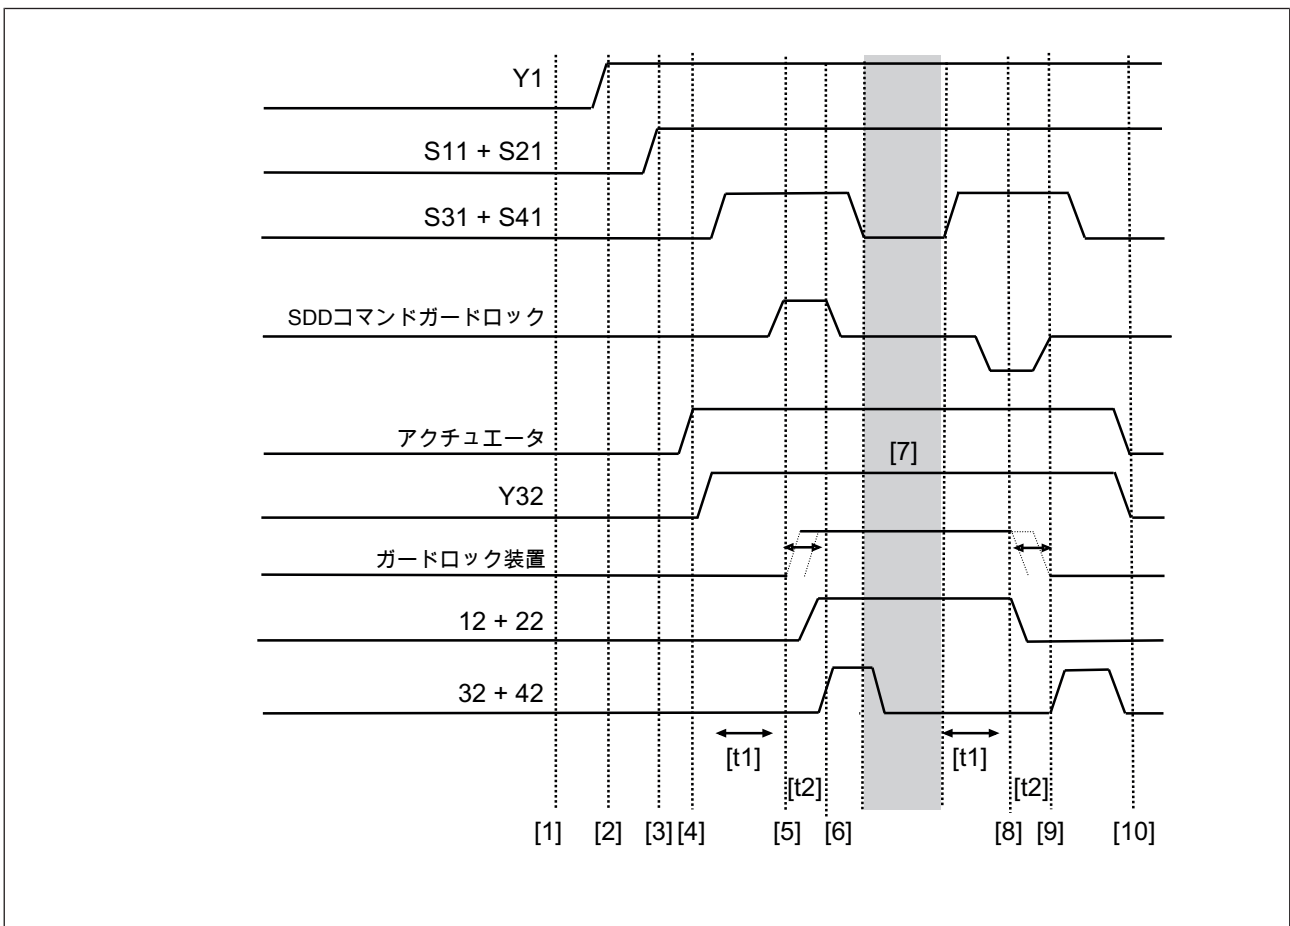 Y1
S11 + S21
S31 + S41
SDDコマンドガードロック
アクチュエータ
[7]
Y32
ガードロック装置
12 + 22
32 + 42
[t1] [t1]
[t2] [t2]
[1] [2] [3] [4] [5] [6] [8] [9] [10]